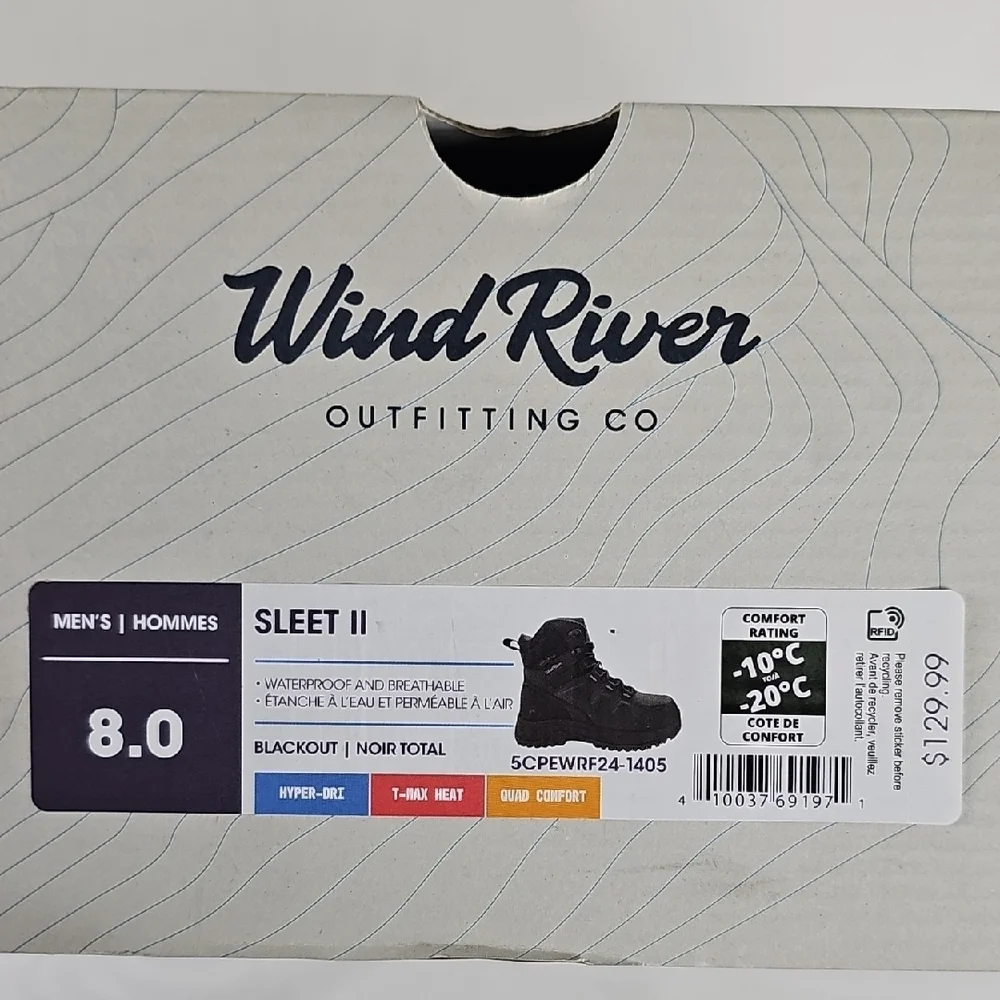 Wind River
OUTFITTING CO
MEN'S | HOMMES
8.0
SLEET II
• WATERPROOF AND BREATHABLE
• ÉTANCHE À L'EAU ET PERMÉABLE À L'AIR
BLACKOUT | NOIR TOTAL
HYPER-DRI
T-MAX HEAT
QUAD COMFORT
5CPEWRF24-1405
COMFORT
RATING
-10°C
TO/À
-20°C
COTE DE
CONFORT
4 10037 69197 1
RFID
Please remove sticker before
recycling.
Avant de recycler, veuillez
retirer l'autocollant.
$129.99